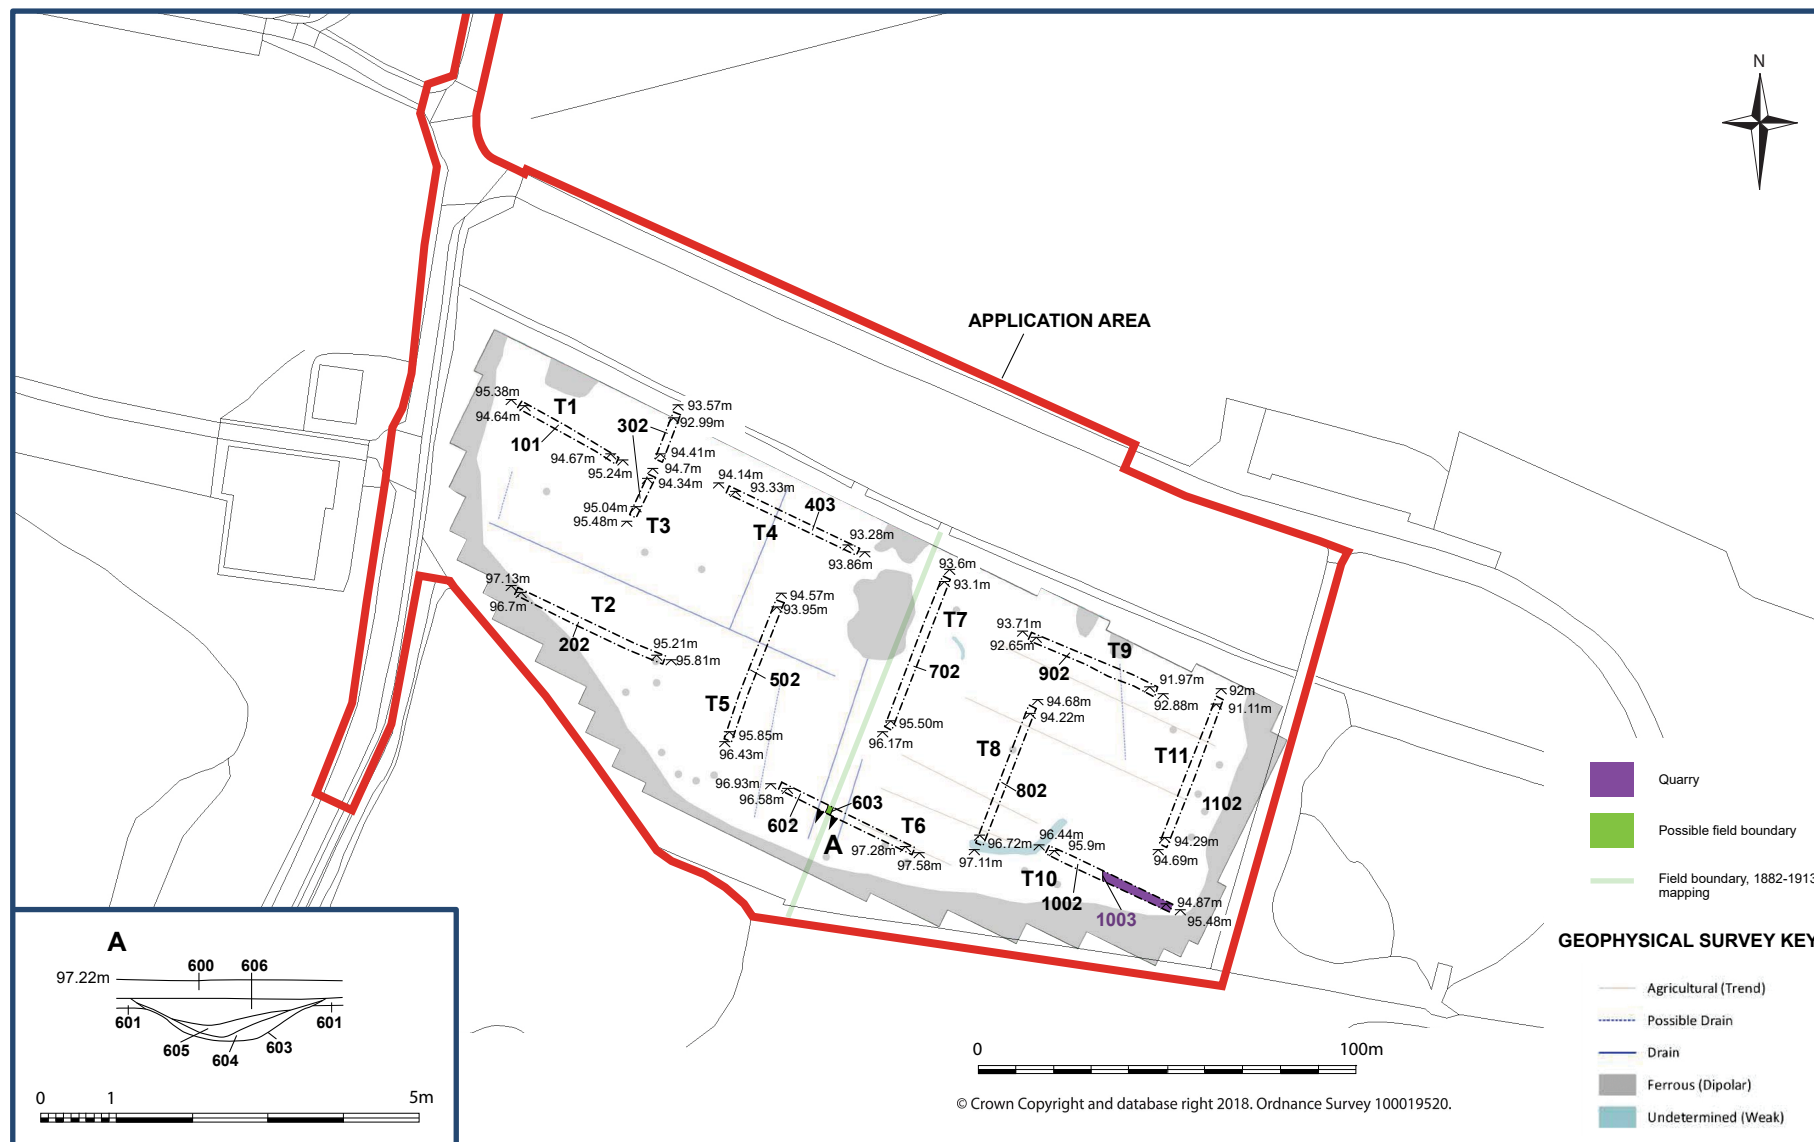 N
APPLICATION AREA
95.38m
T1
94.64m
101
94.67m
95.24m
302
93.57m
92.99m
94.41m
94.7m
94.34m
95.04m
95.48m
T3
94.14m
93.33m
403
T4
93.28m
93.86m
97.13m
96.7m
T2
202
95.21m
95.81m
94.57m
93.95m
502
T5
95.85m
96.43m
93.6m
93.1m
T7
702
95.50m
96.17m
93.71m
92.65m
T9
902
91.97m
92.88m
92m
91.11m
T11
1102
94.29m
94.69m
94.68m
94.22m
T8
802
96.72m
97.11m
96.93m
96.58m
602
603
A
T6
97.28m
97.58m
96.44m
95.9m
T10
1002
1003
94.87m
95.48m
Quarry
Possible field boundary
Field boundary, 1882-1913
mapping
GEOPHYSICAL SURVEY KEY
Agricultural (Trend)
Possible Drain
Drain
Ferrous (Dipolar)
Undetermined (Weak)
A
97.22m
600
606
601
601
605
604
603
0 1 5m
0 100m
© Crown Copyright and database right 2018. Ordnance Survey 100019520.